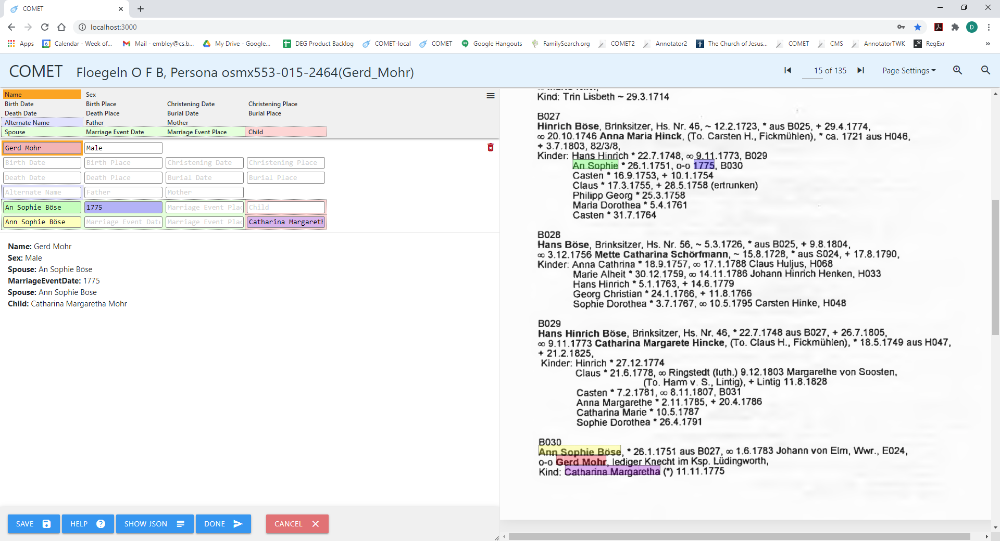 COMET
localhost:3000
Apps
Calendar - Week of...
Mail - embley@cs.b...
My Drive - Google...
DEG Product Backlog
COMET-local
COMET
Google Hangouts
FamilySearch.org
COMET2
Annotator2
The Church of Jesus...
COMET
CMS
AnnotatorTWK
RegExr
»
D
COMET Floegeln O F B, Persona osmx553-015-2464(Gerd_Mohr)
15 of 135
Page Settings
Name Sex
Birth Date Birth Place Christening Date Christening Place
Death Date Death Place Burial Date Burial Place
Alternate Name Father Mother
Spouse Marriage Event Date Marriage Event Place Child
Gerd Mohr Male
Birth Date Birth Place Christening Date Christening Place
Death Date Death Place Burial Date Burial Place
Alternate Name Father Mother
An Sophie Böse 1775 Marriage Event Plac Child
Ann Sophie Böse Marriage Event Date Marriage Event Plac Catharina Margareth
Name: Gerd Mohr
Sex: Male
Spouse: An Sophie Böse
MarriageEventDate: 1775
Spouse: Ann Sophie Böse
Child: Catharina Margaretha Mohr
SAVE
HELP
SHOW JSON
DONE
CANCEL
Kind: Trin Lisbeth ~ 29.3.1714
B027
Hinrich Böse, Brinksitzer, Hs. Nr. 46, ~ 12.2.1723, * aus B025, + 29.4.1774,
∞ 20.10.1746 Anna Maria Hinck, (To. Carsten H., Fickmühlen), * ca. 1721 aus H046,
+ 3.7.1803, 82/3/8,
Kinder: Hans Hinrich * 22.7.1748, ∞ 9.11.1773, B029
An Sophie * 26.1.1751, o-o 1775, B030
Casten * 16.9.1753, + 10.1.1754
Claus * 17.3.1755, + 28.5.1758 (ertrunken)
Philipp Georg * 25.3.1758
Maria Dorothea * 5.4.1761
Casten * 31.7.1764
B028
Hans Böse, Brinksitzer, Hs. Nr. 56, ~ 5.3.1726, * aus B025, + 9.8.1804,
∞ 3.12.1756 Mette Catharina Schörfmann, ~ 15.8.1728, * aus S024, + 17.8.1790,
Kinder: Anna Cathrina * 18.9.1757, ∞ 17.1.1788 Claus Huljus, H068
Marie Alheit * 30.12.1759, ∞ 14.11.1786 Johann Hinrich Henken, H033
Hans Hinrich * 5.1.1763, + 14.6.1779
Georg Christian * 24.1.1766, + 11.8.1766
Sophie Dorothea * 3.7.1767, ∞ 10.5.1795 Carsten Hinke, H048
B029
Hans Hinrich Böse, Brinksitzer, Hs. Nr. 46, * 22.7.1748 aus B027, + 26.7.1805,
∞ 9.11.1773 Catharina Margarete Hincke, (To. Claus H., Fickmühlen), * 18.5.1749 aus H047,
+ 21.2.1825,
Kinder: Hinrich * 27.12.1774
Claus * 21.6.1778, ∞ Ringstedt (luth.) 9.12.1803 Margarethe von Soosten,
(To. Harm v. S., Lintig), + Lintig 11.8.1828
Casten * 7.2.1781, ∞ 8.11.1807, B031
Anna Margarethe * 2.11.1785, + 20.4.1786
Catharina Marie * 10.5.1787
Sophie Dorothea * 26.4.1791
B030
Ann Sophie Böse, * 26.1.1751 aus B027, ∞ 1.6.1783 Johann von Elm, Wwr., E024,
o-o Gerd Mohr, lediger Knecht im Ksp. Lüdingworth,
Kind: Catharina Margaretha (*) 11.11.1775